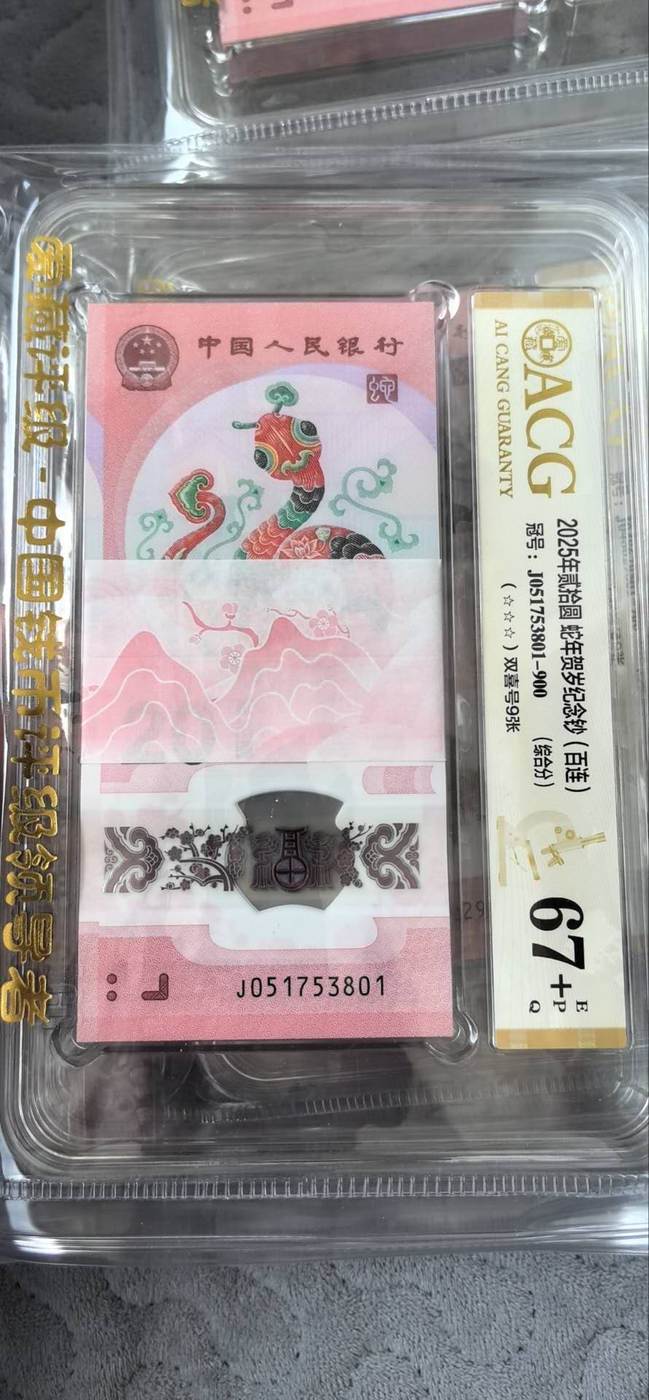 爱藏评级-中国钱币评级领导者
中国人民银行
蛇
J051753801
ACG
AI CANG GUARANTY
2025年贰拾圆 蛇年贺岁纪念钞（百连）
冠号：J051753801-900 （综合分）
（☆☆☆）双喜号9张
67+
E
P
Q